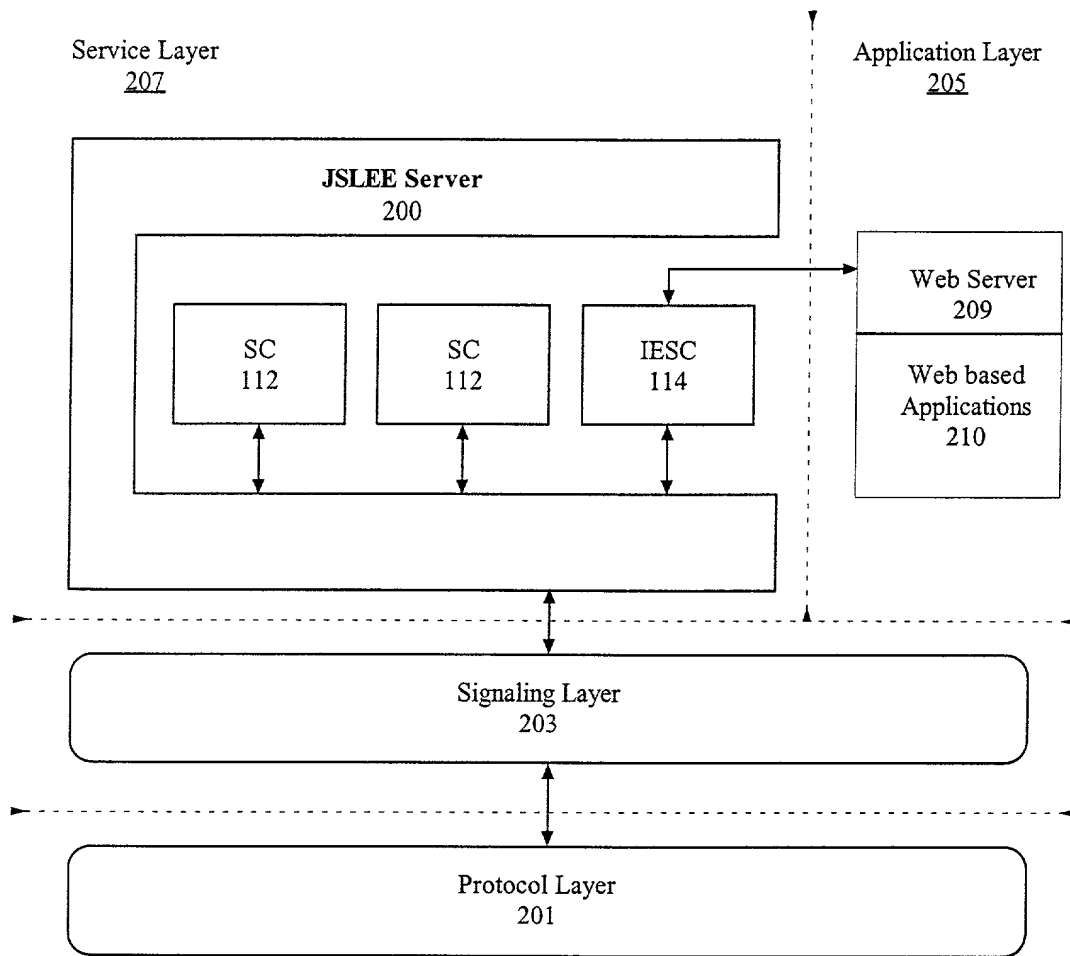 Service Layer
207
Application Layer
205
JSLEE Server
200
SC
112
SC
112
IESC
114
Web Server
209
Web based
Applications
210
Signaling Layer
203
Protocol Layer
201